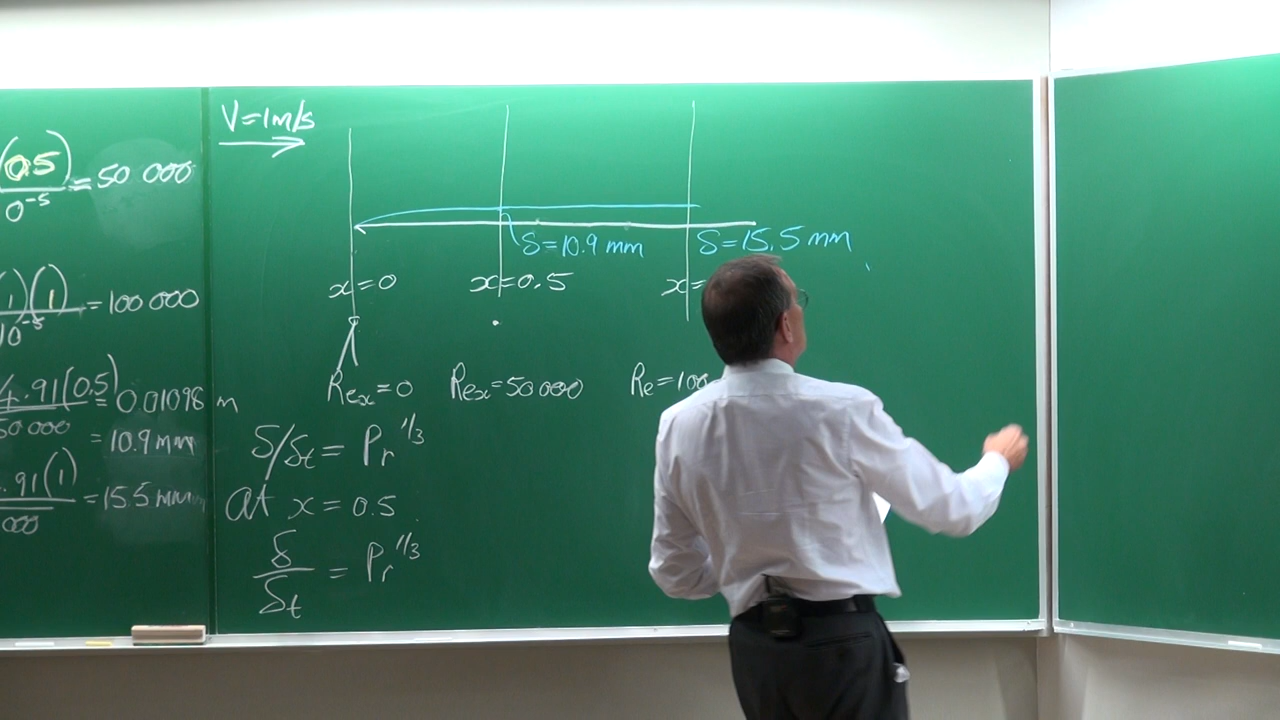 (0.5)
0⁻⁵ = 50 000
1)(1)
10⁻⁵ = 100 000
4.91(0.5)
50 000 = 0.01098 m
= 10.9 mm
.91(1)
000 = 15.5 mm
V=1m/s
δ=10.9 mm
δ=15.5 mm
x=0
x=0.5
x=
Reₓ=0
Reₓ=50 000
Re=100
δ/δt = Pr^1/3
at x = 0.5
δ/δt = Pr^1/3